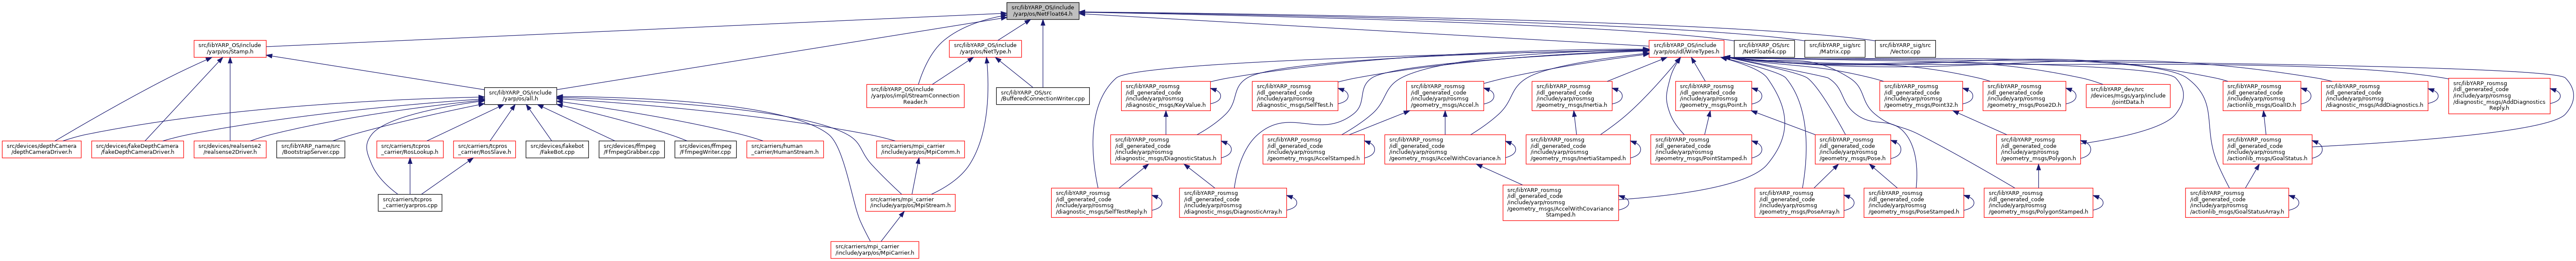 src/libYARP_OS/include
/yarp/os/NetFloat64.h
src/libYARP_OS/include
/yarp/os/Stamp.h
src/libYARP_OS/include
/yarp/os/NetType.h
src/libYARP_OS/include
/yarp/os/idl/WireTypes.h
src/libYARP_OS/src
/NetFloat64.cpp
src/libYARP_sig/src
/Matrix.cpp
src/libYARP_sig/src
/Vector.cpp
src/libYARP_OS/include
/yarp/os/all.h
src/libYARP_OS/include
/yarp/os/impl/StreamConnection
Reader.h
src/libYARP_OS/src
/BufferedConnectionWriter.cpp
src/libYARP_rosmsg
/idl_generated_code
/include/yarp/rosmsg
/diagnostic_msgs/KeyValue.h
src/libYARP_rosmsg
/idl_generated_code
/include/yarp/rosmsg
/diagnostic_msgs/SelfTest.h
src/libYARP_rosmsg
/idl_generated_code
/include/yarp/rosmsg
/geometry_msgs/Accel.h
src/libYARP_rosmsg
/idl_generated_code
/include/yarp/rosmsg
/geometry_msgs/Inertia.h
src/libYARP_rosmsg
/idl_generated_code
/include/yarp/rosmsg
/geometry_msgs/Point.h
src/libYARP_rosmsg
/idl_generated_code
/include/yarp/rosmsg
/geometry_msgs/Point32.h
src/libYARP_rosmsg
/idl_generated_code
/include/yarp/rosmsg
/geometry_msgs/Pose2D.h
src/libYARP_dev/src
/devices/msgs/yarp/include
/jointData.h
src/libYARP_rosmsg
/idl_generated_code
/include/yarp/rosmsg
/actionlib_msgs/GoalID.h
src/libYARP_rosmsg
/idl_generated_code
/include/yarp/rosmsg
/diagnostic_msgs/AddDiagnostics.h
src/libYARP_rosmsg
/idl_generated_code
/include/yarp/rosmsg
/diagnostic_msgs/AddDiagnostics
Reply.h
src/devices/depthCamera
/depthCameraDriver.h
src/devices/fakeDepthCamera
/fakeDepthCameraDriver.h
src/devices/realsense2
/realsense2Driver.h
src/libYARP_name/src
/BootstrapServer.cpp
src/carriers/tcpros
_carrier/RosLookup.h
src/carriers/tcpros
_carrier/RosSlave.h
src/devices/fakebot
/FakeBot.cpp
src/devices/ffmpeg
/FfmpegGrabber.cpp
src/devices/ffmpeg
/FfmpegWriter.cpp
src/carriers/human
_carrier/HumanStream.h
src/carriers/mpi_carrier
/include/yarp/os/MpiComm.h
src/libYARP_rosmsg
/idl_generated_code
/include/yarp/rosmsg
/diagnostic_msgs/DiagnosticStatus.h
src/libYARP_rosmsg
/idl_generated_code
/include/yarp/rosmsg
/geometry_msgs/AccelStamped.h
src/libYARP_rosmsg
/idl_generated_code
/include/yarp/rosmsg
/geometry_msgs/AccelWithCovariance.h
src/libYARP_rosmsg
/idl_generated_code
/include/yarp/rosmsg
/geometry_msgs/InertiaStamped.h
src/libYARP_rosmsg
/idl_generated_code
/include/yarp/rosmsg
/geometry_msgs/PointStamped.h
src/libYARP_rosmsg
/idl_generated_code
/include/yarp/rosmsg
/geometry_msgs/Pose.h
src/libYARP_rosmsg
/idl_generated_code
/include/yarp/rosmsg
/geometry_msgs/Polygon.h
src/libYARP_rosmsg
/idl_generated_code
/include/yarp/rosmsg
/actionlib_msgs/GoalStatus.h
src/carriers/tcpros
_carrier/yarpros.cpp
src/carriers/mpi_carrier
/include/yarp/os/MpiStream.h
src/libYARP_rosmsg
/idl_generated_code
/include/yarp/rosmsg
/diagnostic_msgs/SelfTestReply.h
src/libYARP_rosmsg
/idl_generated_code
/include/yarp/rosmsg
/diagnostic_msgs/DiagnosticArray.h
src/libYARP_rosmsg
/idl_generated_code
/include/yarp/rosmsg
/geometry_msgs/AccelWithCovariance
Stamped.h
src/libYARP_rosmsg
/idl_generated_code
/include/yarp/rosmsg
/geometry_msgs/PoseArray.h
src/libYARP_rosmsg
/idl_generated_code
/include/yarp/rosmsg
/geometry_msgs/PoseStamped.h
src/libYARP_rosmsg
/idl_generated_code
/include/yarp/rosmsg
/geometry_msgs/PolygonStamped.h
src/libYARP_rosmsg
/idl_generated_code
/include/yarp/rosmsg
/actionlib_msgs/GoalStatusArray.h
src/carriers/mpi_carrier
/include/yarp/os/MpiCarrier.h